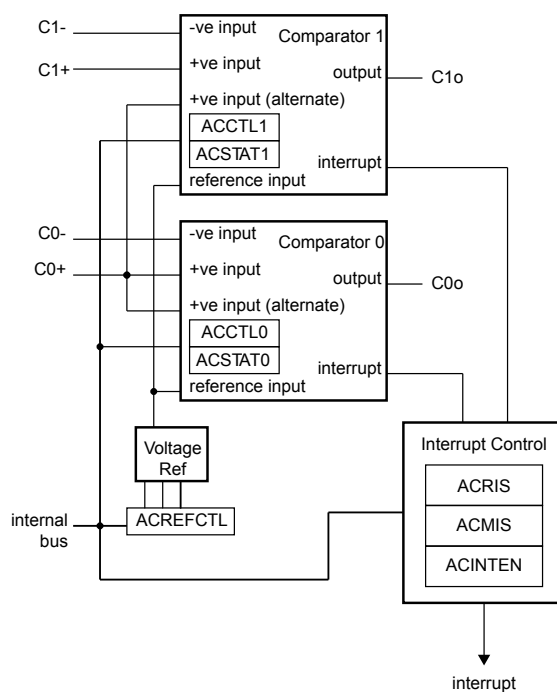 C1-
-ve input
Comparator 1
C1+
+ve input
output
C1o
+ve input (alternate)
ACCTL1
ACSTAT1
interrupt
reference input
C0-
-ve input
Comparator 0
C0+
+ve input
output
C0o
+ve input (alternate)
ACCTL0
ACSTAT0
interrupt
reference input
Voltage
Ref
Interrupt Control
ACRIS
internal
bus
ACREFCTL
ACMIS
ACINTEN
interrupt